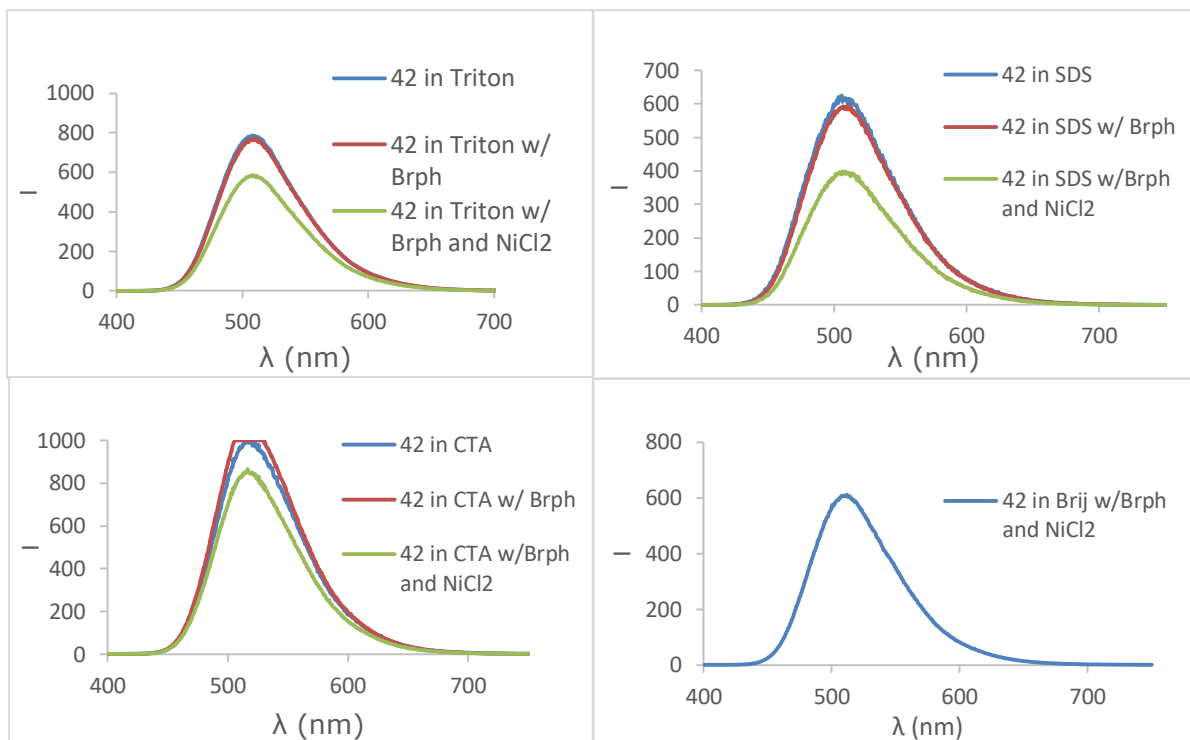 42 in Triton
1000
42 in Triton w/
800
Brph
600
42 in Triton w/
400
Brph and NiCl2
200
0
400 500 600 700
λ (nm)
I
700
42 in SDS
600
500
42 in SDS w/ Brph
400
42 in SDS w/Brph
and NiCl2
300
200
100
0
400 500 600 700
λ (nm)
I
1000
42 in CTA
800
42 in CTA w/ Brph
600
42 in CTA w/Brph
and NiCl2
400
200
0
400 500 600 700
λ (nm)
I
800
42 in Brij w/Brph
and NiCl2
600
400
200
0
400 500 600 700
λ (nm)
I